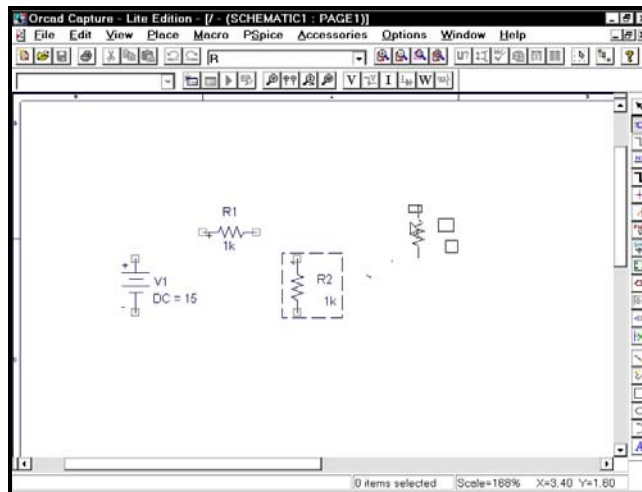 Orcad Capture - Lite Edition - [/ - (SCHEMATIC1 : PAGE1)]
File Edit View Place Macro PSpice Accessories Options Window Help
R
V I W
R1
1k
R2
1k
V1
DC = 15
+
-
0 items selected Scale=168% X=3.40 Y=1.60